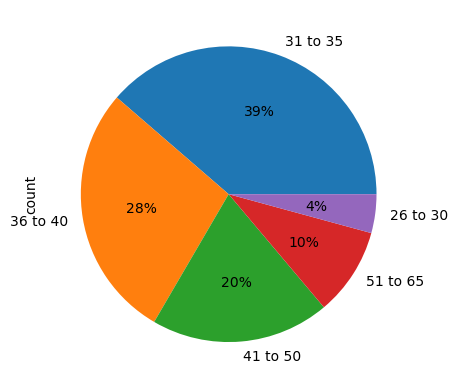 31 to 35
39%
36 to 40
28%
41 to 50
20%
51 to 65
10%
26 to 30
4%
count